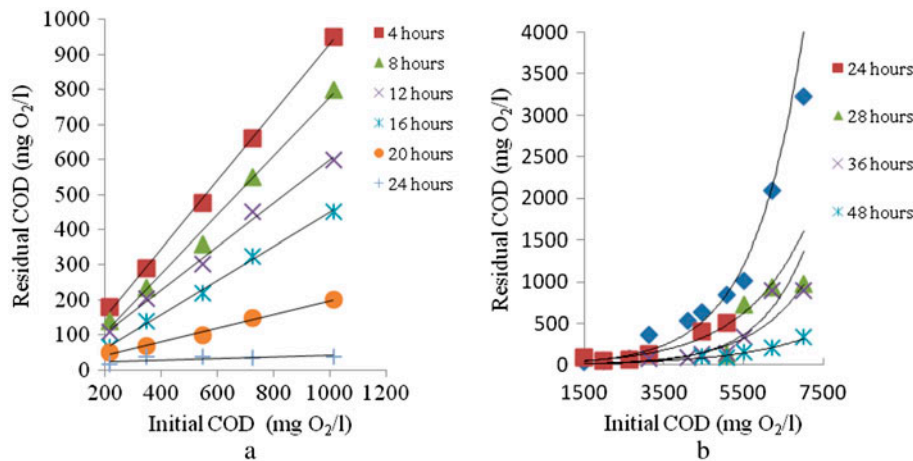 1000
900
800
700
600
500
400
300
200
100
0
Residual COD (mg O2/l)
200 400 600 800 1000 1200
Initial COD (mg O2/l)
a
4 hours
8 hours
12 hours
16 hours
20 hours
24 hours
4000
3500
3000
2500
2000
1500
1000
500
0
Residual COD (mg O2/l)
1500 3500 5500 7500
Initial COD (mg O2/l)
b
24 hours
28 hours
36 hours
48 hours